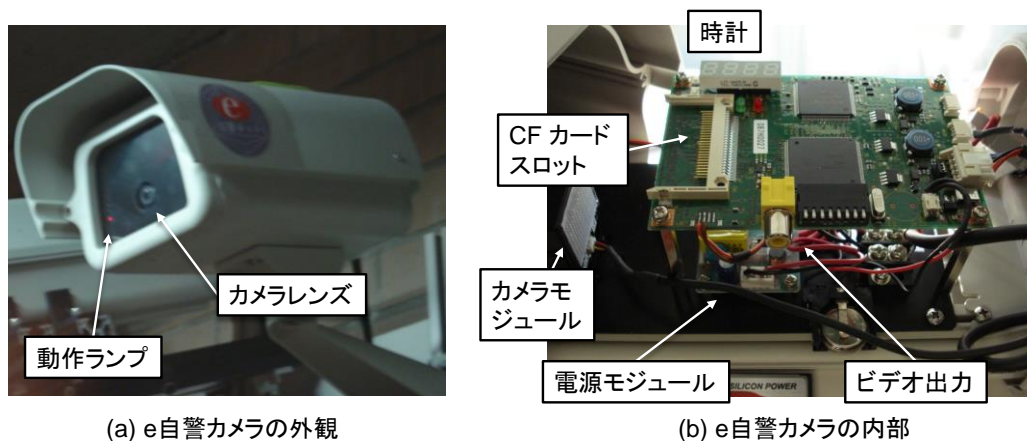 時計
CF カード
スロット
カメラレンズ
動作ランプ
カメラモ
ジュール
電源モジュール
ビデオ出力
e
SILICON POWER
(a) e自警カメラの外観
(b) e自警カメラの内部